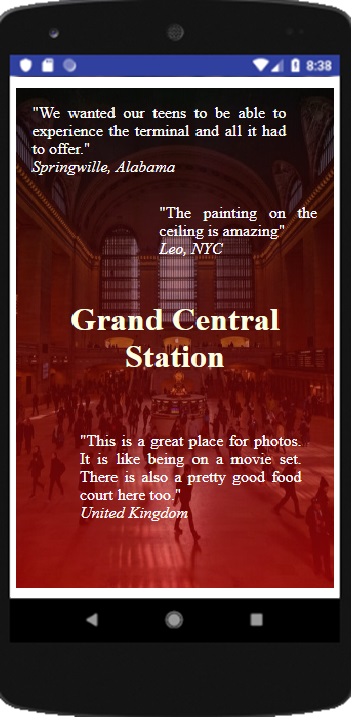 8:38
"We wanted our teens to be able to
experience the terminal and all it had
to offer."
Springwille, Alabama
"The painting on the
ceiling is amazing"
Leo, NYC
Grand Central
Station
"This is a great place for photos.
It is like being on a movie set.
There is also a pretty good food
court here too."
United Kingdom